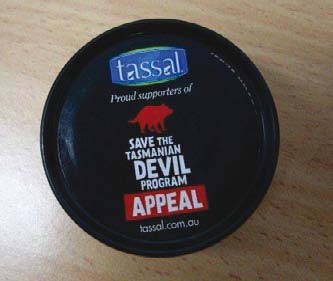 tassal
Proud supporters of
SAVE THE
TASMANIAN
DEVIL
PROGRAM
APPEAL
tassal.com.au